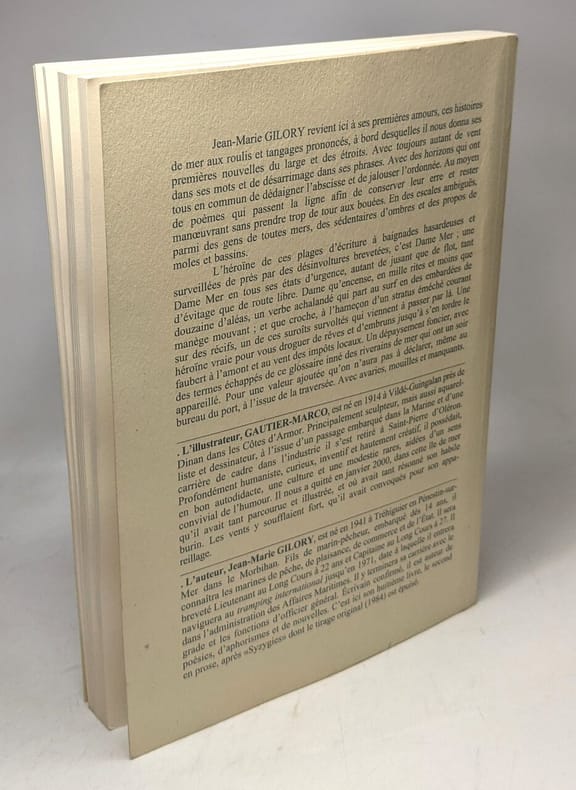 Jean-Marie GILORY revient ici à ses premières amours, ces histoires
de mer aux roulis et tangages prononcés, à bord desquelles il nous donna ses
premières nouvelles du large et des étroits. Avec toujours autant de vent
dans ses mots et de désarrimage dans ses phrases. Avec des horizons qui ont
tous en commun de dédaigner l'abscisse et de jalouser l'ordonnée. Au moyen
de poèmes qui passent la ligne afin de conserver leur erre et rester
manœuvrant sans prendre trop de tour aux bouées. En des escales ambiguës,
parmi des gens de toutes mers, des sédentaires d'ombres et des propos de
moles et bassins.
L'héroïne de ces plages d'écriture à baignades hasardeuses et
surveillées de près par des désinvoltures brevetées, c'est Dame Mer ; une
Dame Mer en tous ses états d'urgence, autant de jusant que de flot, tant
d'évitage que de route libre. Dame qu'encense, en mille rites et moins que
douzaine d'aléas, un verbe achalandé qui part au surf en des embardées de
manège mouvant ; et que croche, à l'hameçon d'un stratus éméché courant
sur des récifs, un de ces suroîts survoltés qui viennent à passer par là. Une
héroïne vraie pour vous droguer de rêves et d'embruns jusqu'à s'en tordre le
faubert à l'amont et au vent des impôts locaux. Un dépaysement foncier, avec
des termes échappés de ce glossaire inné des riverains de mer qui ont un soir
appareillé. Pour une valeur ajoutée qu'on n'aura pas à déclarer, même au
bureau du port, à l'issue de la traversée. Avec avaries, mouilles et manquants.
. L'illustrateur, GAUTIER-MARCO, est né en 1914 à Vildé-Guingalan près de
Dinan dans les Côtes d'Armor. Principalement sculpteur, mais aussi aquarel-
liste et dessinateur, à l'issue d'un passage embarqué dans la Marine et d'une
carrière de cadre dans l'industrie il s'est retiré à Saint-Pierre d'Oléron.
Profondément humaniste, curieux, inventif et hautement créatif, il possédait,
en bon autodidacte, une culture et une modestie rares, aidées d'un sens
convivial de l'humour. Il nous a quitté en janvier 2000, dans cette île de mer
qu'il avait tant parcourue et illustrée, et où avait tant résonné son habile
burin. Les vents y soufflaient fort, qu'il avait convoqués pour son appa-
reillage.
. L'auteur, Jean-Marie GILORY, est né en 1941 à Tréhiguier en Pénestin-sur-
Mer dans le Morbihan. Fils de marin-pêcheur, embarqué dès 14 ans, il
connaîtra les marines de pêche, de plaisance, de commerce et de l'État. Il sera
breveté Lieutenant au Long Cours à 22 ans et Capitaine au Long Cours à 27. Il
naviguera au tramping international jusqu'en 1971, date à laquelle il entrera
dans l'administration des Affaires Maritimes. Il y terminera sa carrière avec le
grade et les fonctions d'officier général. Écrivain confirmé, il est auteur de
poésies, d'aphorismes et de nouvelles. C'est ici son huitième livre, le second
en prose, après «Syzygies» dont le tirage original (1984) est épuisé.